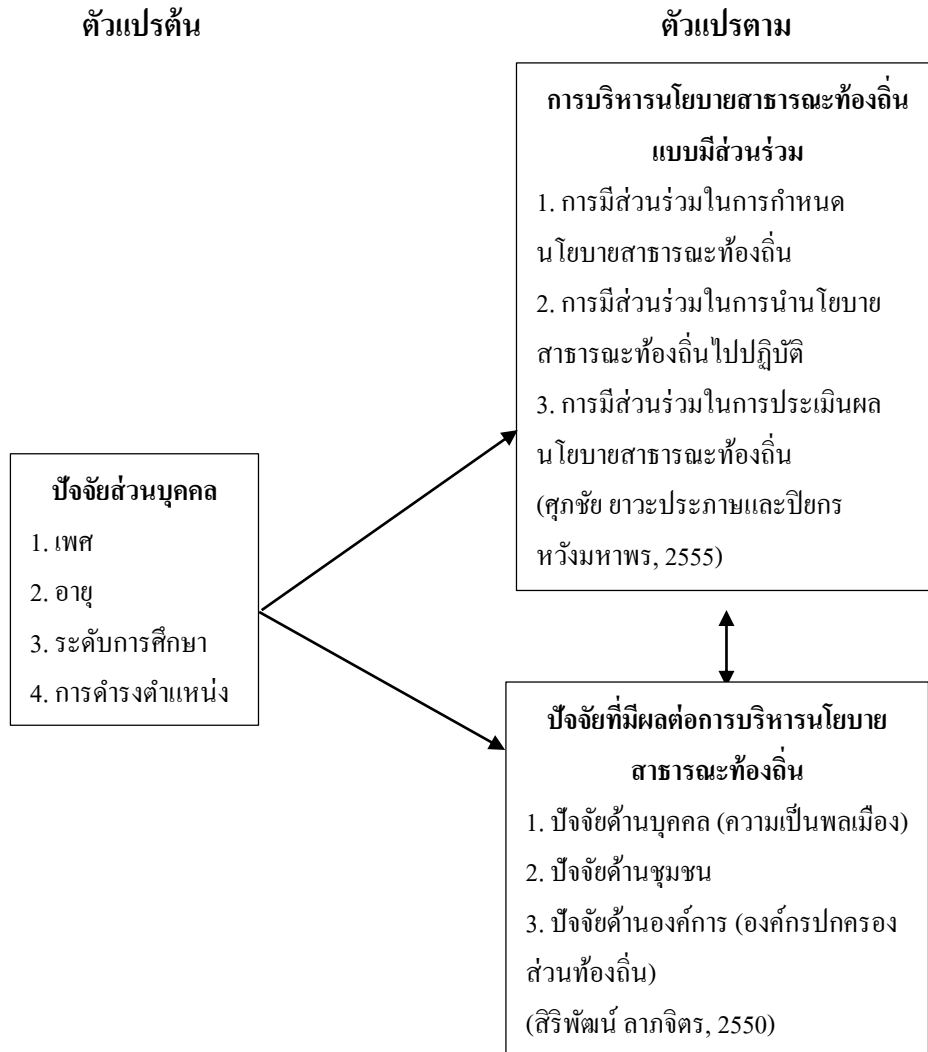 ตัวแปรต้น
ตัวแปรตาม
การบริหารนโยบายสาธารณะท้องถิ่น
แบบมีส่วนร่วม
1. การมีส่วนร่วมในการกำหนด
นโยบายสาธารณะท้องถิ่น
2. การมีส่วนร่วมในการนำนโยบาย
สาธารณะท้องถิ่นไปปฏิบัติ
3. การมีส่วนร่วมในการประเมินผล
นโยบายสาธารณะท้องถิ่น
(ศุภชัย ยาวะประภาษและปิยกร
หวังมหาพร, 2555)
ปัจจัยส่วนบุคคล
1. เพศ
2. อายุ
3. ระดับการศึกษา
4. การดำรงตำแหน่ง
ปัจจัยที่มีผลต่อการบริหารนโยบาย
สาธารณะท้องถิ่น
1. ปัจจัยด้านบุคคล (ความเป็นพลเมือง)
2. ปัจจัยด้านชุมชน
3. ปัจจัยด้านองค์การ (องค์กรปกครอง
ส่วนท้องถิ่น)
(สิริพัฒน์ ลาภจิตร, 2550)